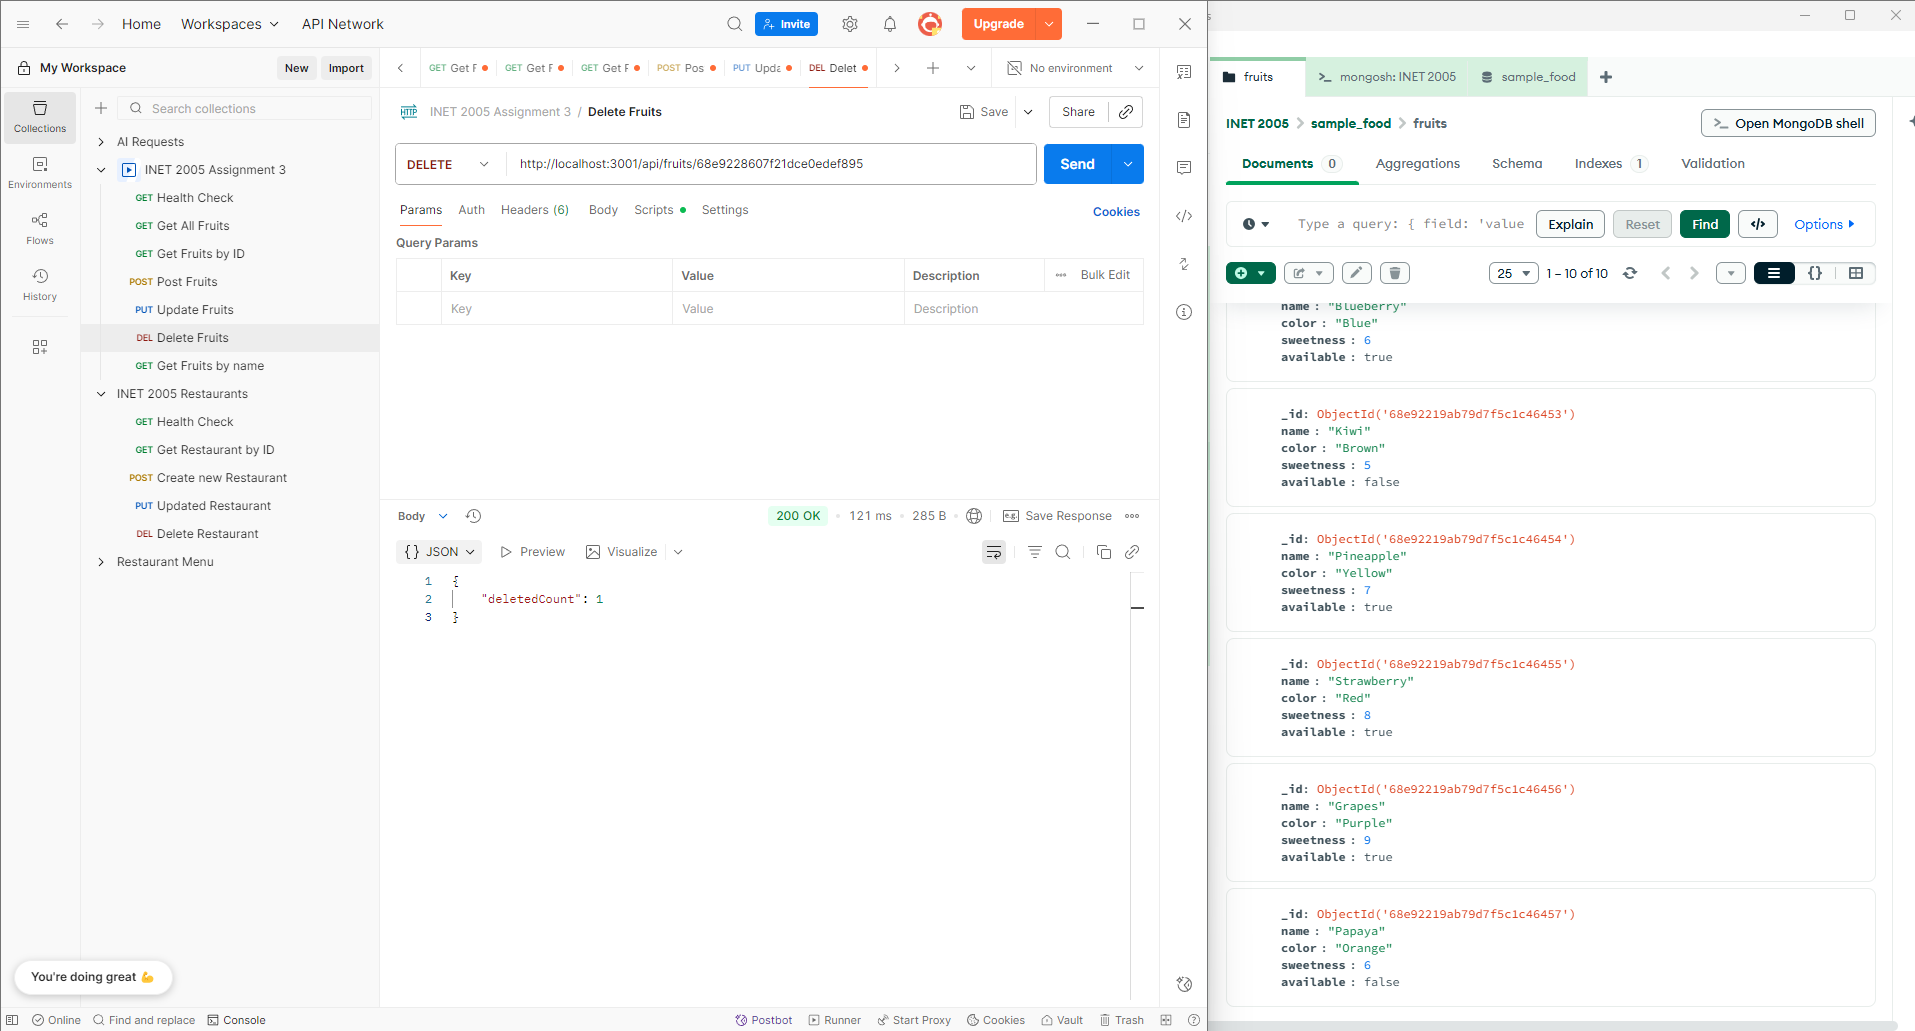 Home
Workspaces
API Network
Invite
Upgrade
My Workspace
New
Import
GET Get F
GET Get F
GET Get F
POST Pos
PUT Upda
DEL Delet
No environment
Collections
Environments
Flows
History
Search collections
AI Requests
INET 2005 Assignment 3
GET Health Check
GET Get All Fruits
GET Get Fruits by ID
POST Post Fruits
PUT Update Fruits
DEL Delete Fruits
GET Get Fruits by name
INET 2005 Restaurants
GET Health Check
GET Get Restaurant by ID
POST Create new Restaurant
PUT Updated Restaurant
DEL Delete Restaurant
Restaurant Menu
You're doing great 💪
HTTP INET 2005 Assignment 3 / Delete Fruits
Save
Share
DELETE
http://localhost:3001/api/fruits/68e9228607f21dce0edef895
Send
Params Auth Headers (6) Body Scripts Settings
Cookies
Query Params
Key Value Description ••• Bulk Edit
Key Value Description
Body
200 OK • 121 ms • 285 B
e.g. Save Response
{} JSON
Preview
Visualize
1 {
2 "deletedCount": 1
3 }
Online
Find and replace
Console
Postbot
Runner
Start Proxy
Cookies
Vault
Trash
fruits
mongosh: INET 2005
sample_food
INET 2005 > sample_food > fruits
>_ Open MongoDB shell
Documents 0
Aggregations
Schema
Indexes 1
Validation
Type a query: { field: 'value
Explain
Reset
Find
</>
Options
25
1 – 10 of 10
{}
name : "Blueberry"
color : "Blue"
sweetness : 6
available : true
_id: ObjectId('68e92219ab79d7f5c1c46453')
name : "Kiwi"
color : "Brown"
sweetness : 5
available : false
_id: ObjectId('68e92219ab79d7f5c1c46454')
name : "Pineapple"
color : "Yellow"
sweetness : 7
available : true
_id: ObjectId('68e92219ab79d7f5c1c46455')
name : "Strawberry"
color : "Red"
sweetness : 8
available : true
_id: ObjectId('68e92219ab79d7f5c1c46456')
name : "Grapes"
color : "Purple"
sweetness : 9
available : true
_id: ObjectId('68e92219ab79d7f5c1c46457')
name : "Papaya"
color : "Orange"
sweetness : 6
available : false